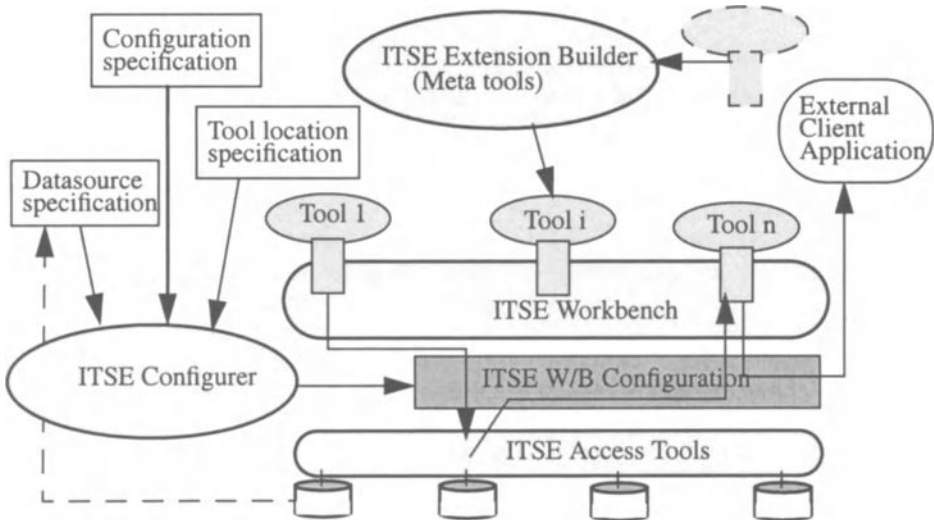 Configuration
specification
ITSE Extension Builder
(Meta tools)
External
Client
Application
Tool location
specification
Datasource
specification
Tool 1
Tool i
Tool n
ITSE Workbench
ITSE Configurer
ITSE W/B Configuration
ITSE Access Tools